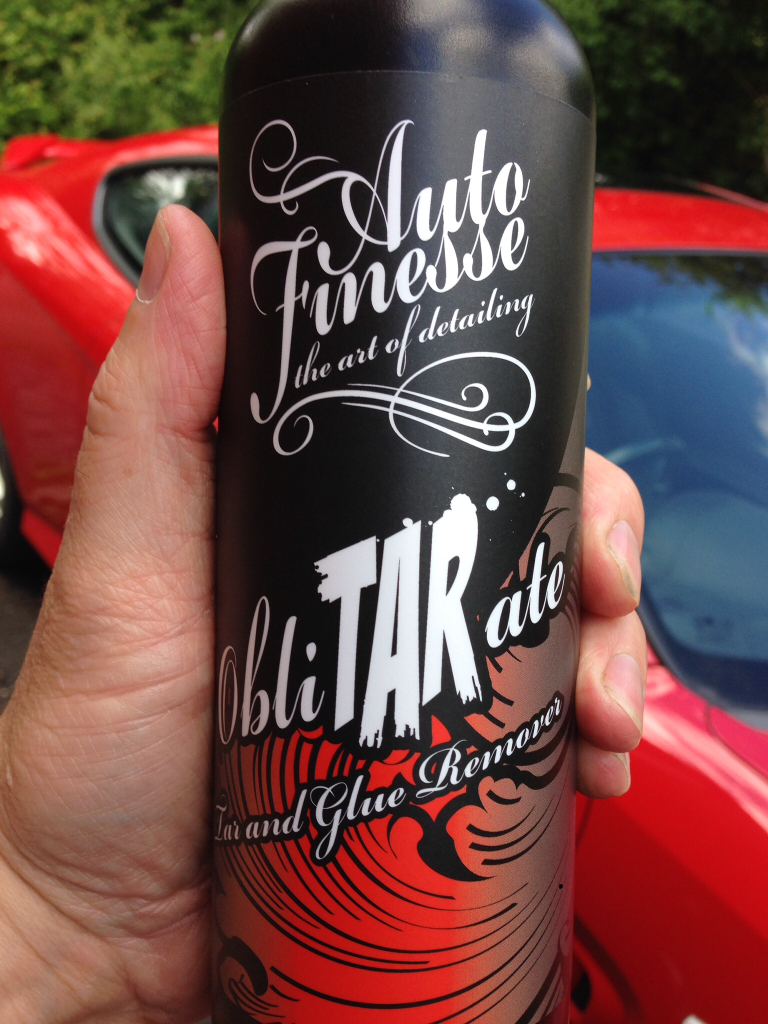 Auto
Finesse
the art of detailing
ObliTARate
Tar and Glue Remover